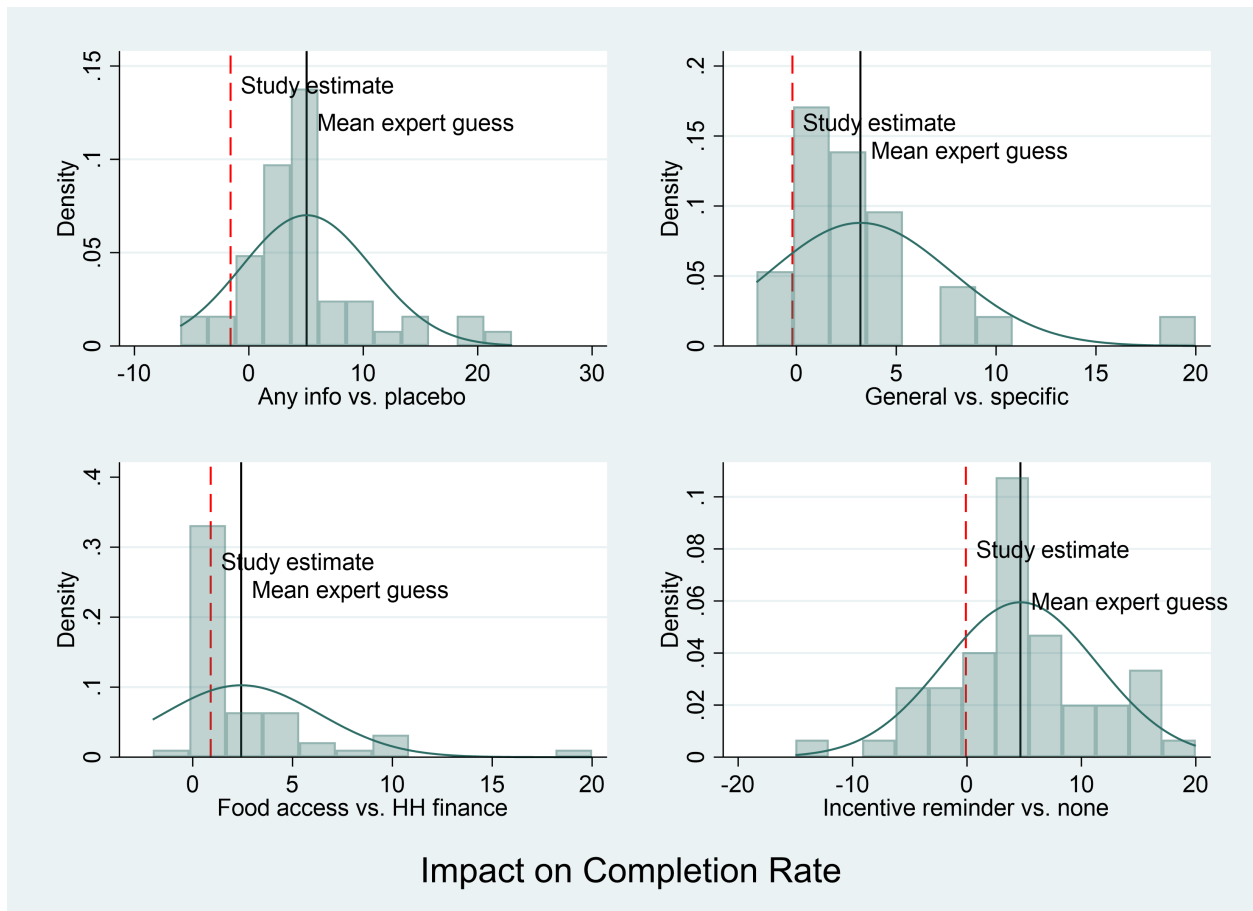 .15
.1
.05
0
Density
Study estimate
Mean expert guess
-10 0 10 20 30
Any info vs. placebo
.2
.15
.1
.05
0
Density
Study estimate
Mean expert guess
0 5 10 15 20
General vs. specific
.4
.3
.2
.1
0
Density
Study estimate
Mean expert guess
0 5 10 15 20
Food access vs. HH finance
.1
.08
.06
.04
.02
0
Density
Study estimate
Mean expert guess
-20 -10 0 10 20
Incentive reminder vs. none
Impact on Completion Rate